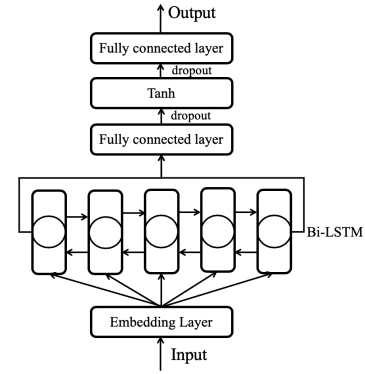 Output
Fully connected layer
dropout
Tanh
dropout
Fully connected layer
Bi-LSTM
Embedding Layer
Input